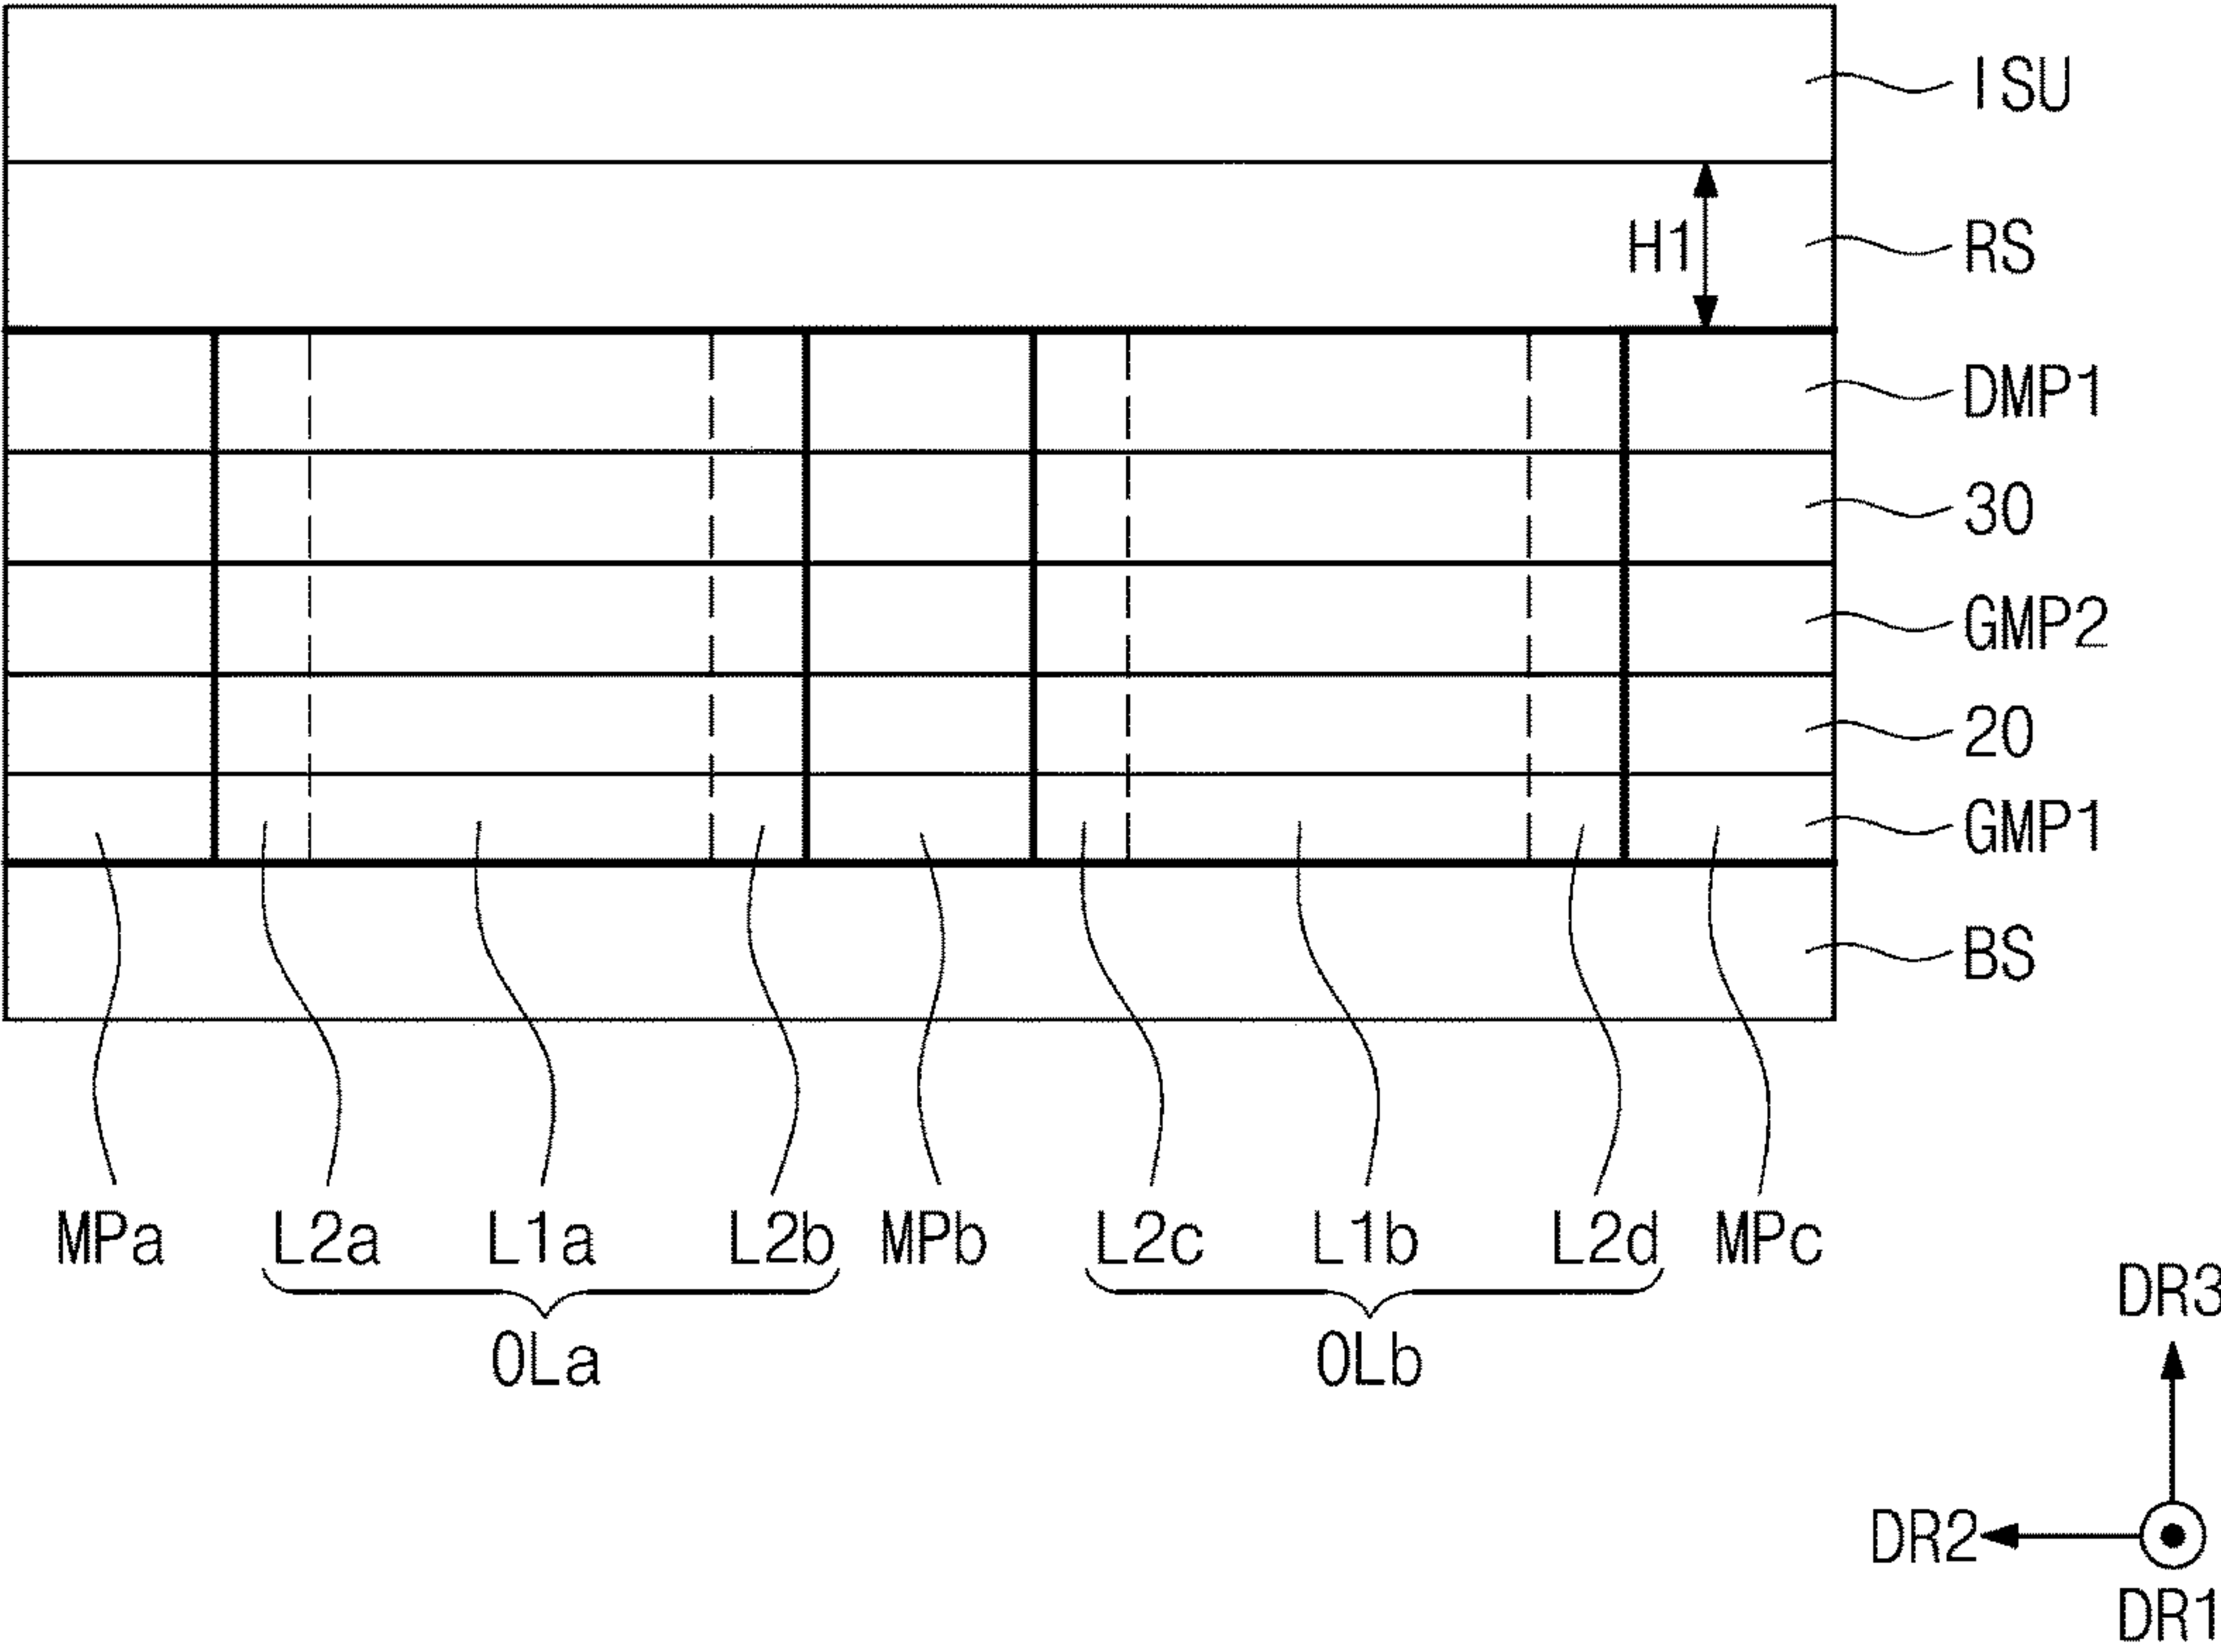 ISU
H1
RS
DMP1
30
GMP2
20
GMP1
BS
MPa L2a L1a L2b MPb L2c L1b L2d MPc
OLa OLb
DR3
DR2
DR1